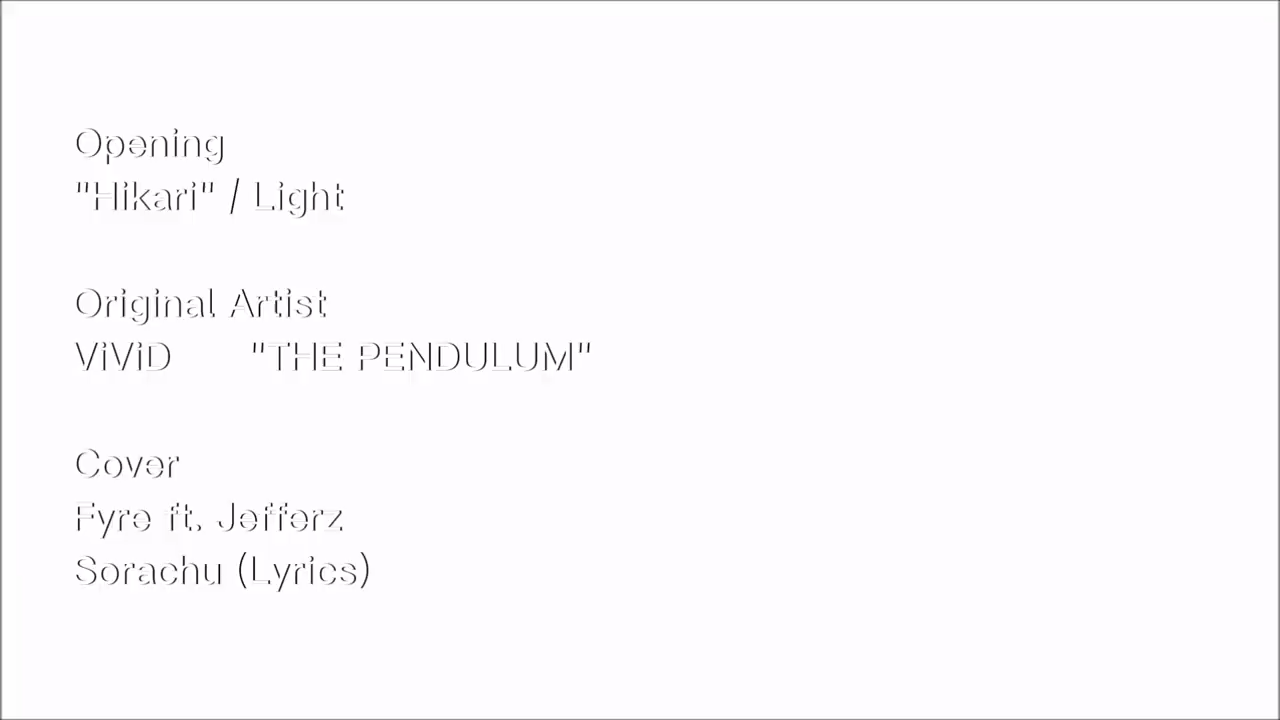 Opening
"Hikari" / Light
Original Artist
ViViD "THE PENDULUM"
Cover
Fyre ft. Jefferz
Sorachu (Lyrics)